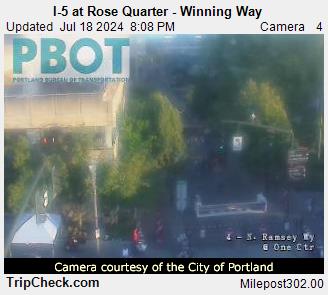 I-5 at Rose Quarter - Winning Way
Updated Jul 18 2024 8:08 PM Camera 4
PBOT
PORTLAND BUREAU OF TRANSPORTATION
4 - N. Ramsey Wy
@ One Ctr
Camera courtesy of the City of Portland
TripCheck.com Milepost302.00